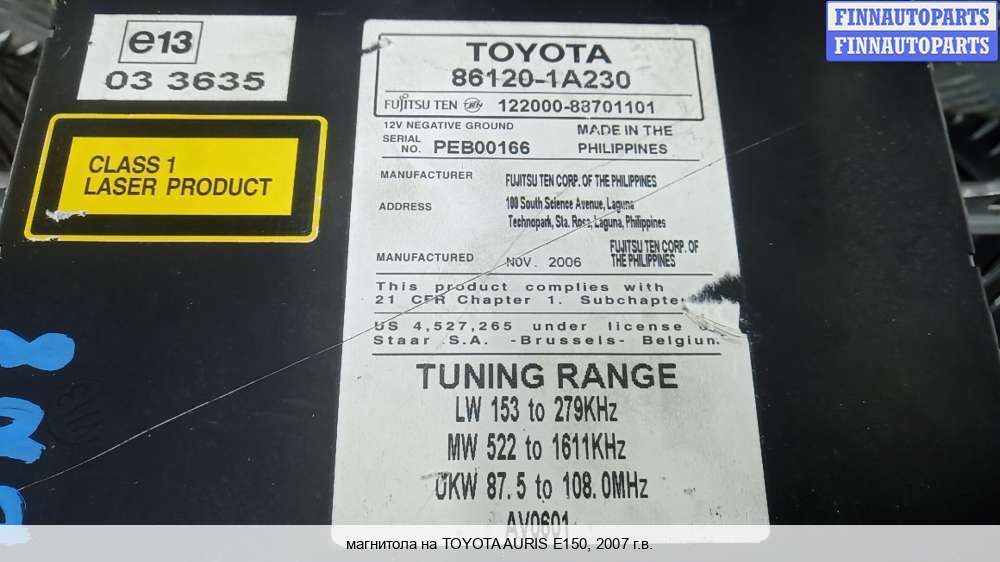 FINNAUTOPARTS
FINNAUTOPARTS
e13
03 3635
CLASS 1
LASER PRODUCT
TOYOTA
86120-1A230
FUJITSU TEN 122000-88701101
12V NEGATIVE GROUND
SERIAL NO. PEB00166
MADE IN THE PHILIPPINES
MANUFACTURER FUJITSU TEN CORP. OF THE PHILIPPINES
ADDRESS 100 South Science Avenue, Laguna
Technopark, Sta. Rosa, Laguna, Philippines
MANUFACTURED NOV. 2006 FUJITSU TEN CORP. OF
THE PHILIPPINES
This product complies with
21 CFR Chapter 1. Subchapter
US 4,527,265 under license
Staar S.A. -Brussels- Belgium.
TUNING RANGE
LW 153 to 279KHz
MW 522 to 1611KHz
UKW 87.5 to 108.0MHz
AV0601
магнитола на TOYOTA AURIS E150, 2007 г.в.